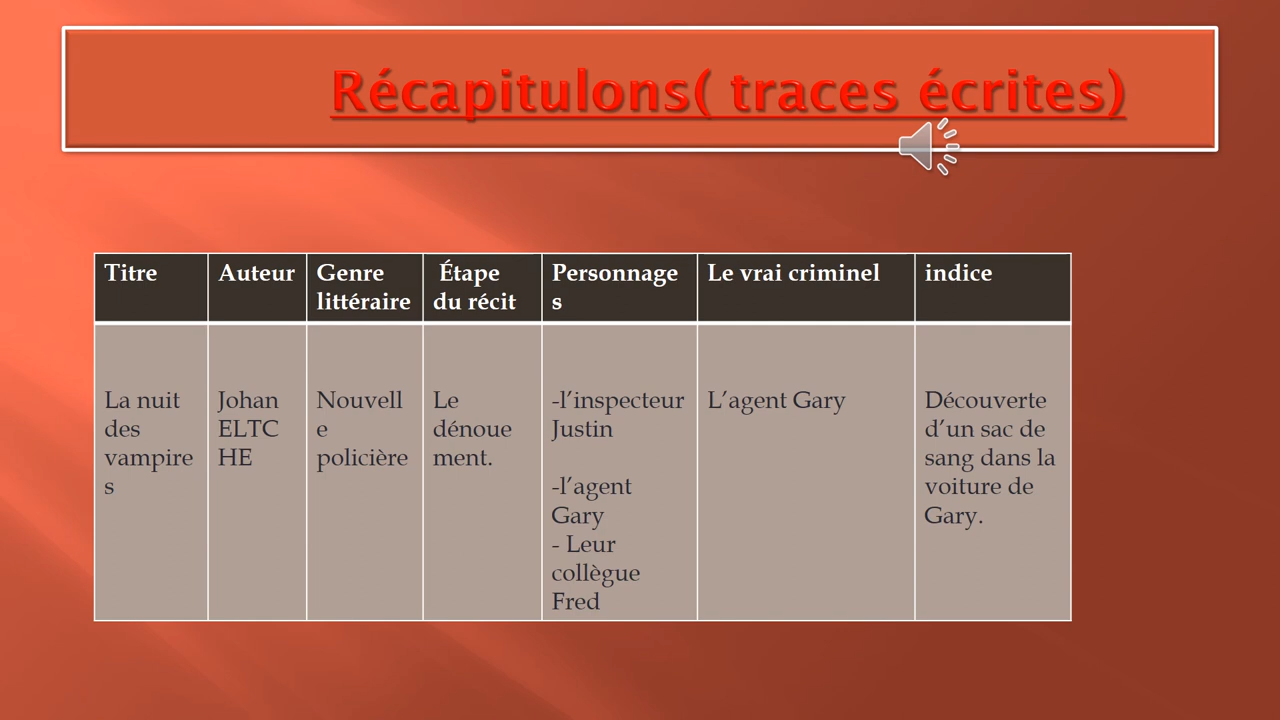 Récapitulons( traces écrites)
Titre
Auteur
Genre
littéraire
Étape
du récit
Personnage
s
Le vrai criminel
indice
La nuit
des
vampire
s
Johan
ELTC
HE
Nouvell
e
policière
Le
dénoue
ment.
-l’inspecteur
Justin
-l’agent
Gary
- Leur
collègue
Fred
L’agent Gary
Découverte
d’un sac de
sang dans la
voiture de
Gary.